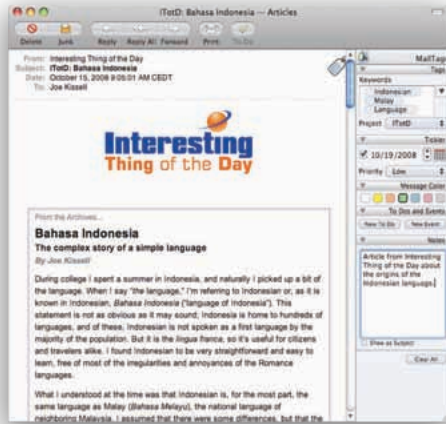 ITotD: Bahasa Indonesia — Articles
Delete Junk Reply Reply All Forward Print To Do
From: Interesting Thing of the Day
Subject: ITotD: Bahasa Indonesia
Date: October 15, 2008 9:05:01 AM CEDT
To: Joe Kissell
Interesting
Thing of the Day
From the Archives...
Bahasa Indonesia
The complex story of a simple language
By Joe Kissell
During college I spent a summer in Indonesia, and naturally I picked up a bit of
the language. When I say "the language," I'm referring to Indonesian or, as it is
known in Indonesian, Bahasa Indonesia ("language of Indonesia"). This
statement is not as obvious as it may sound; Indonesia is home to hundreds of
languages, and of these, Indonesian is not spoken as a first language by the
majority of the population. But it is the lingua franca, so it's useful for citizens
and travelers alike. I found Indonesian to be very straightforward and easy to
learn, free of most of the irregularities and annoyances of the Romance
languages.
What I understood at the time was that Indonesian is, for the most part, the
same language as Malay (Bahasa Melayu), the national language of
neighboring Malaysia. I assumed that there were some differences, but that the
MailTag
Tags
Keywords
Indonesian
Malay
Language
Project ITotD
Tickler
10/19/2008
Priority Low
Message Color
To Dos and Events
New To Do New Event
Notes
Article from Interesting
Thing of the Day about
the origins of the
Indonesian language.
Show as Subject
Clear All